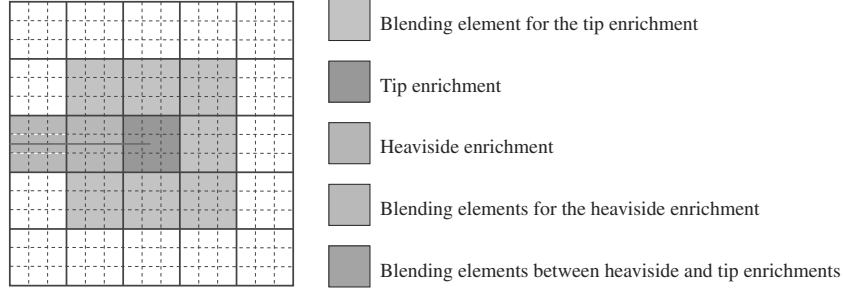 Blending element for the tip enrichment
Tip enrichment
Heaviside enrichment
Blending elements for the heaviside enrichment
Blending elements between heaviside and tip enrichments